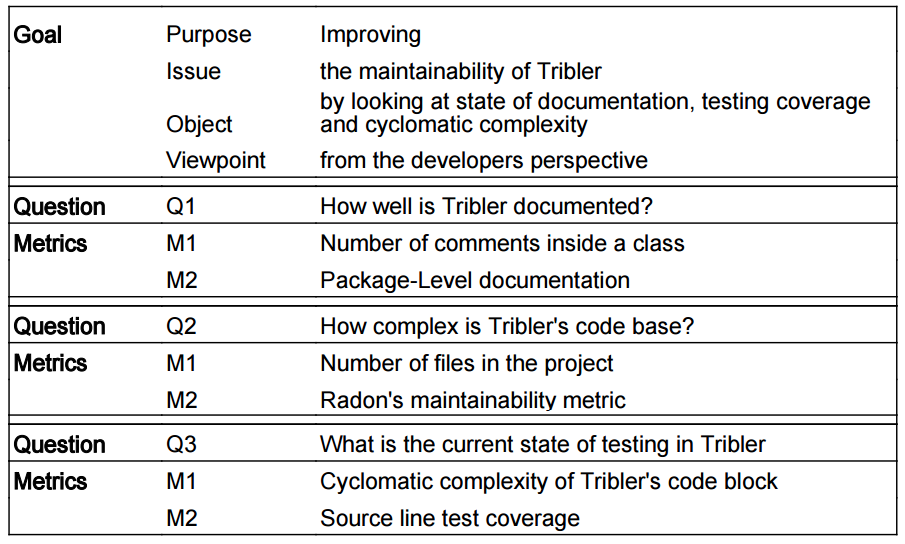 Goal Purpose Improving
Issue the maintainability of Tribler
by looking at state of documentation, testing coverage
Object and cyclomatic complexity
Viewpoint from the developers perspective
Question Q1 How well is Tribler documented?
Metrics M1 Number of comments inside a class
M2 Package-Level documentation
Question Q2 How complex is Tribler's code base?
Metrics M1 Number of files in the project
M2 Radon's maintainability metric
Question Q3 What is the current state of testing in Tribler
Metrics M1 Cyclomatic complexity of Tribler's code block
M2 Source line test coverage